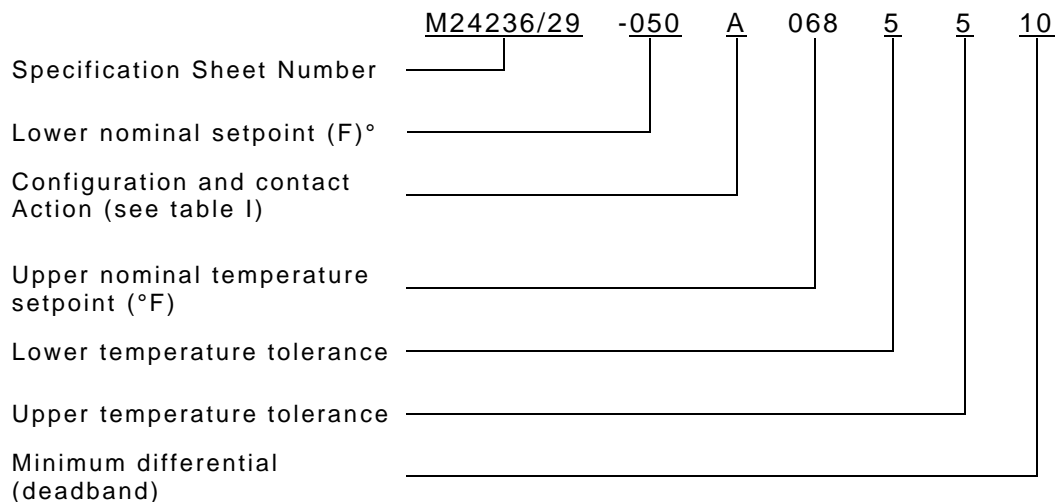 M24236/29 -050 A 068 5 5 10
Specification Sheet Number
Lower nominal setpoint (F)°
Configuration and contact
Action (see table I)
Upper nominal temperature
setpoint (°F)
Lower temperature tolerance
Upper temperature tolerance
Minimum differential
(deadband)